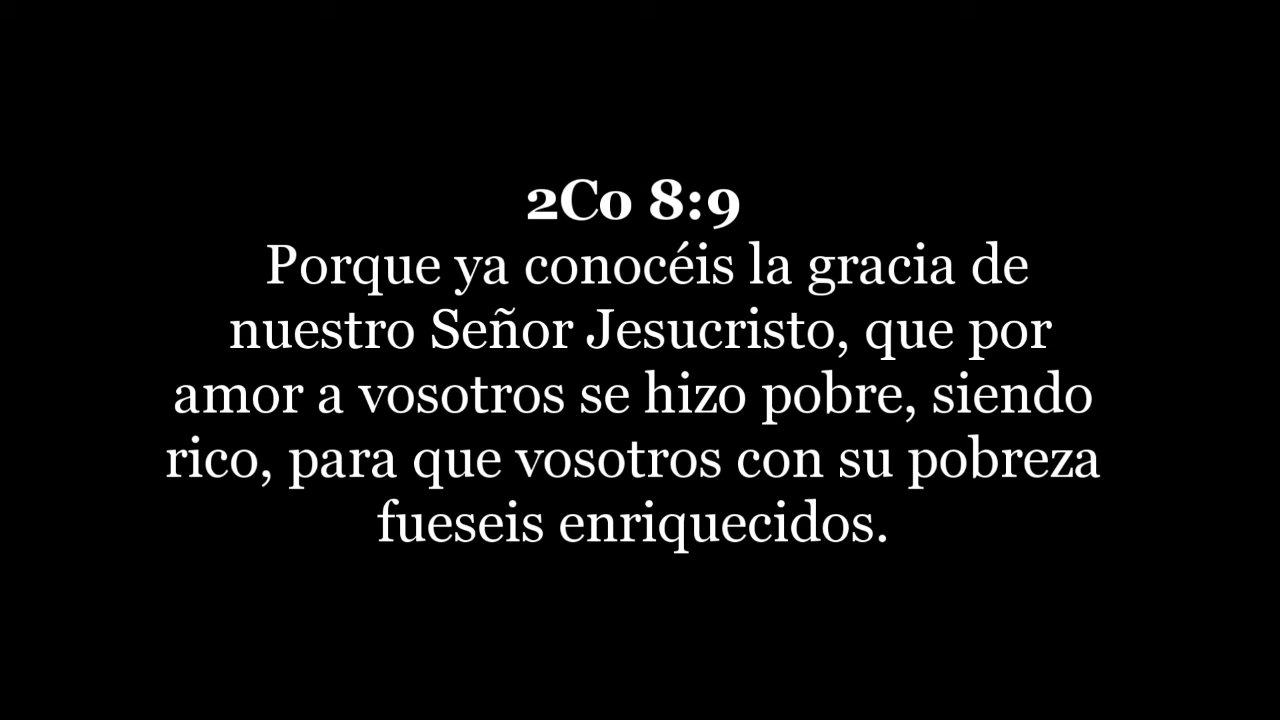 2Co 8:9
Porque ya conocéis la gracia de
nuestro Señor Jesucristo, que por
amor a vosotros se hizo pobre, siendo
rico, para que vosotros con su pobreza
fueseis enriquecidos.